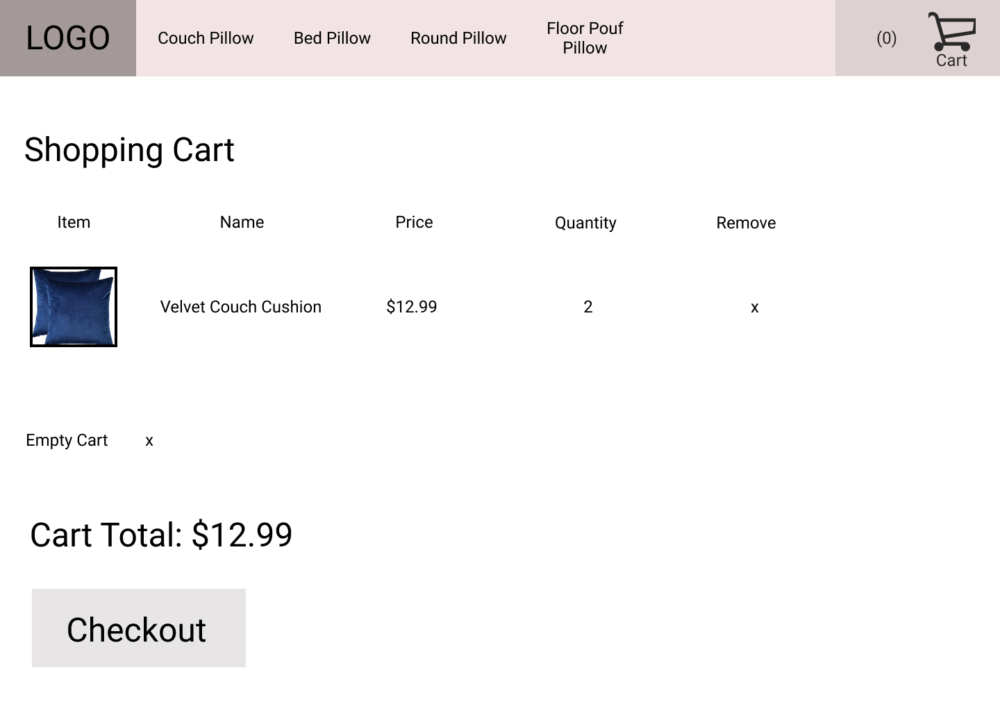 LOGO
Couch Pillow
Bed Pillow
Round Pillow
Floor Pouf
Pillow
(0)
Cart
Shopping Cart
Item
Name
Price
Quantity
Remove
Velvet Couch Cushion
$12.99
2
x
Empty Cart
x
Cart Total: $12.99
Checkout